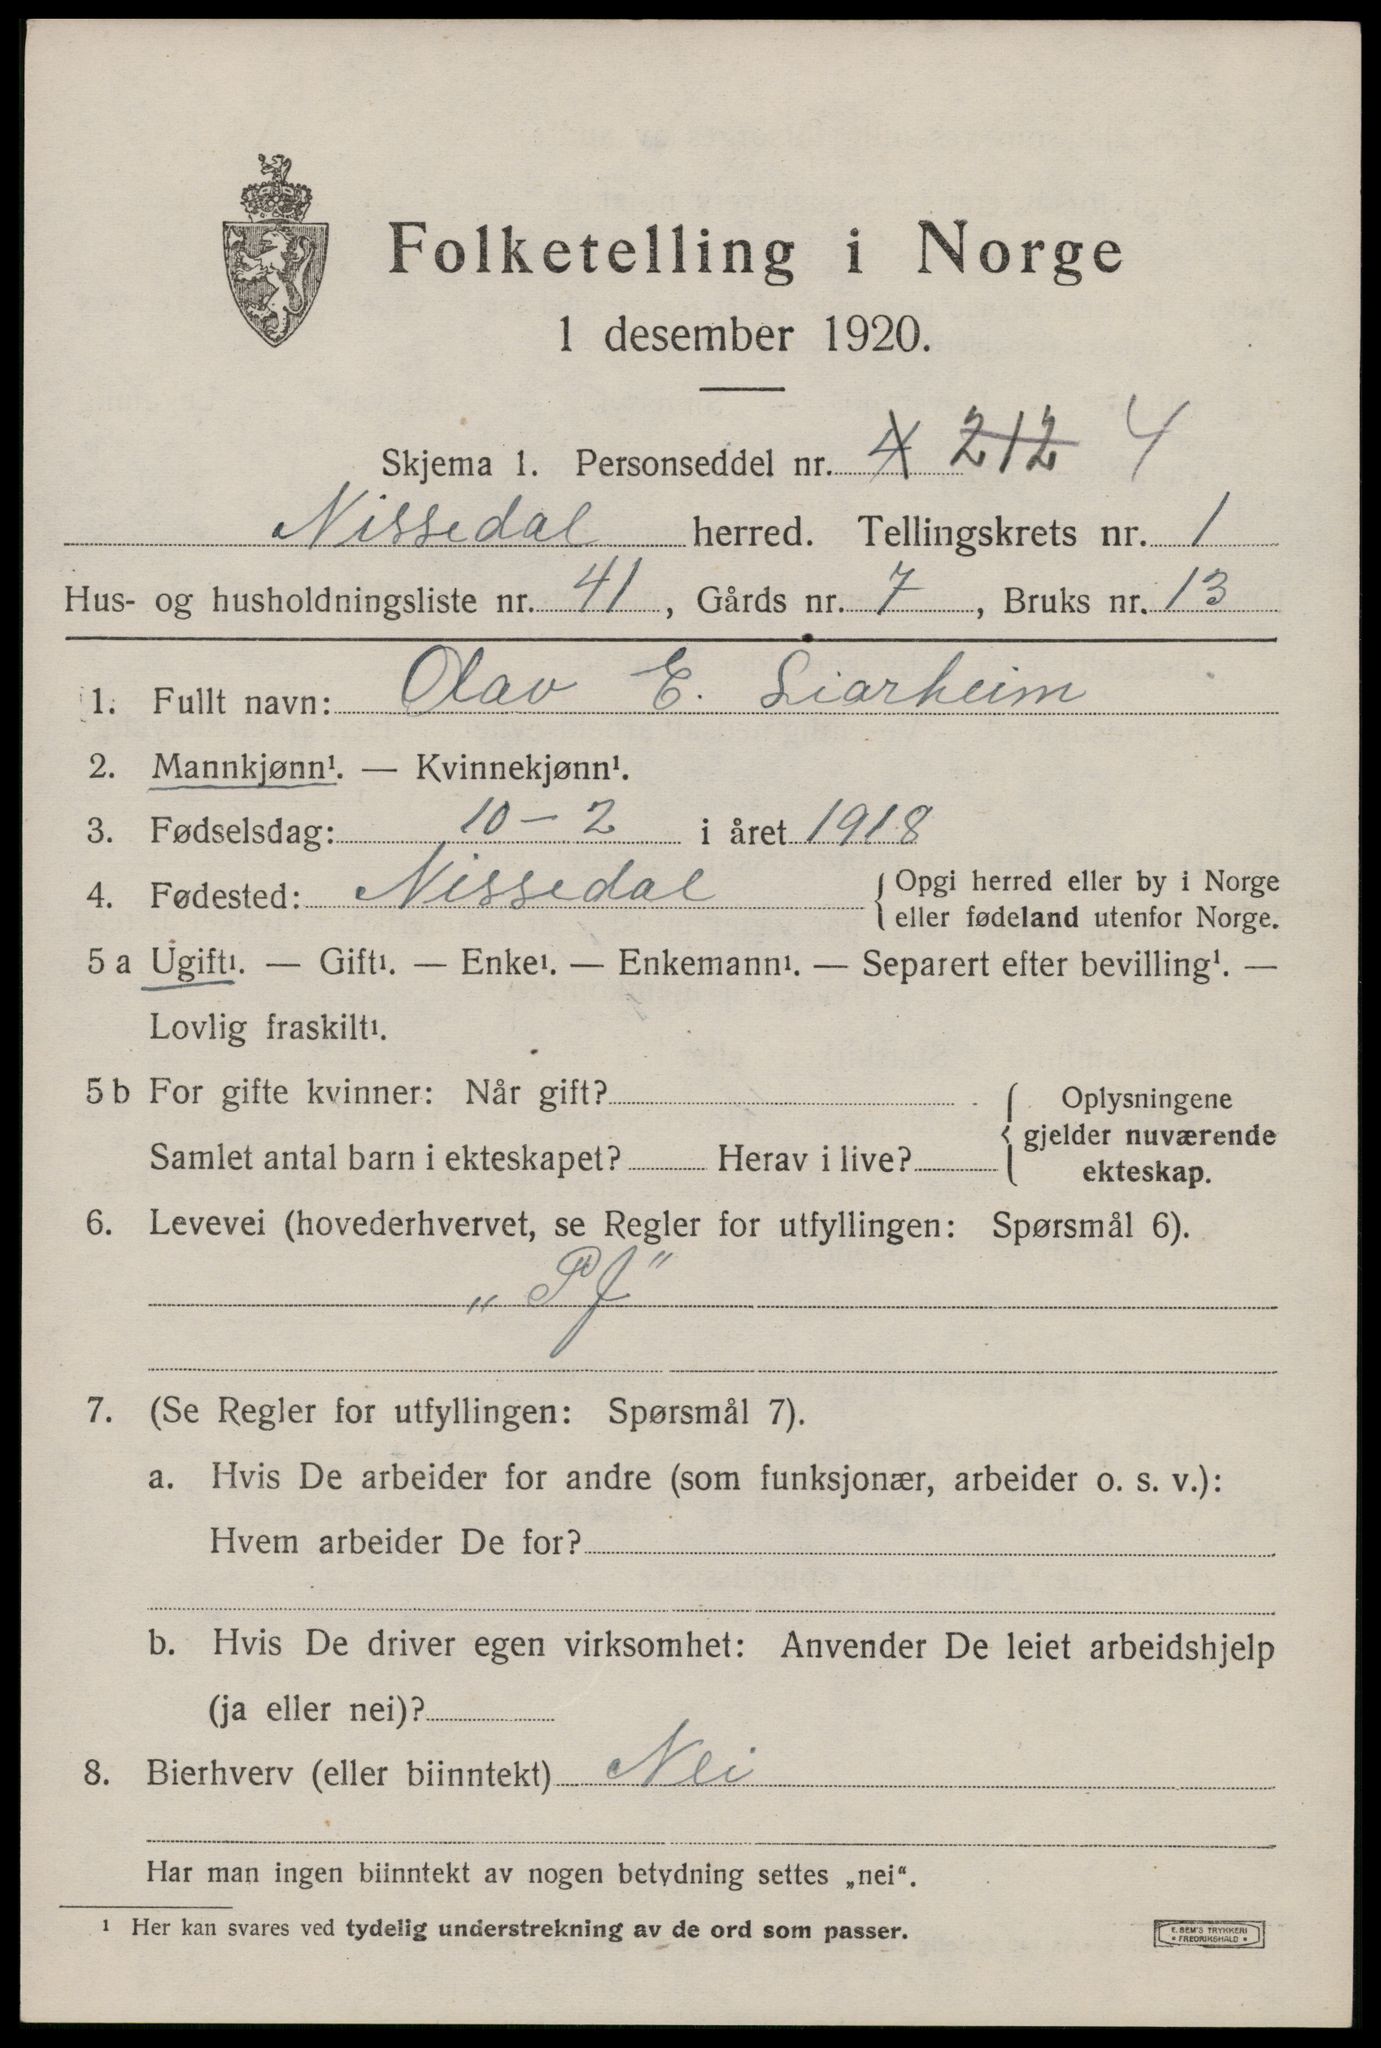 Folketelling i Norge
1 desember 1920.
Skjema 1. Personseddel nr. 4 212 4
Nissedal herred. Tellingskrets nr. 1
Hus- og husholdningsliste nr. 41, Gårds nr. 7, Bruks nr. 13
1. Fullt navn: Olav E. Liarheim
2. Mannkjønn¹. — Kvinnekjønn¹.
3. Fødselsdag: 10-2 i året 1918
4. Fødested: Nissedal { Opgi herred eller by i Norge
eller fødeland utenfor Norge.
5 a Ugift¹. — Gift¹. — Enke¹. — Enkemann¹. — Separert efter bevilling¹. —
Lovlig fraskilt¹.
5 b For gifte kvinner: Når gift?
Samlet antal barn i ekteskapet? Herav i live?
Oplysningene
gjelder nuværende
ekteskap.
6. Levevei (hovederhvervet, se Regler for utfyllingen: Spørsmål 6).
„Pf"
7. (Se Regler for utfyllingen: Spørsmål 7).
a. Hvis De arbeider for andre (som funksjonær, arbeider o. s. v.):
Hvem arbeider De for?
b. Hvis De driver egen virksomhet: Anvender De leiet arbeidshjelp
(ja eller nei)?
8. Bierhverv (eller biinntekt) Nei
Har man ingen biinntekt av nogen betydning settes „nei“.
¹ Her kan svares ved tydelig understrekning av de ord som passer.
E. SEM'S TRYKKERI
• FREDRIKSHALD •